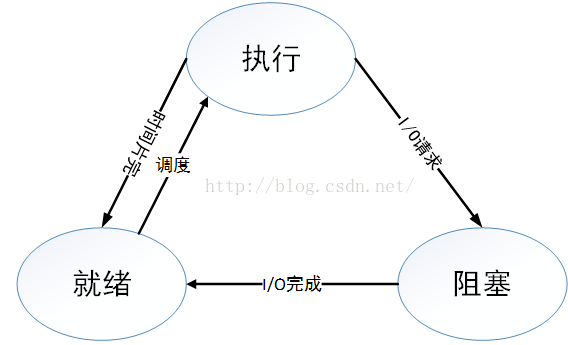 执行
时间片完
I/O请求
调度
http://blog.csdn.net/
就绪
I/O完成
阻塞